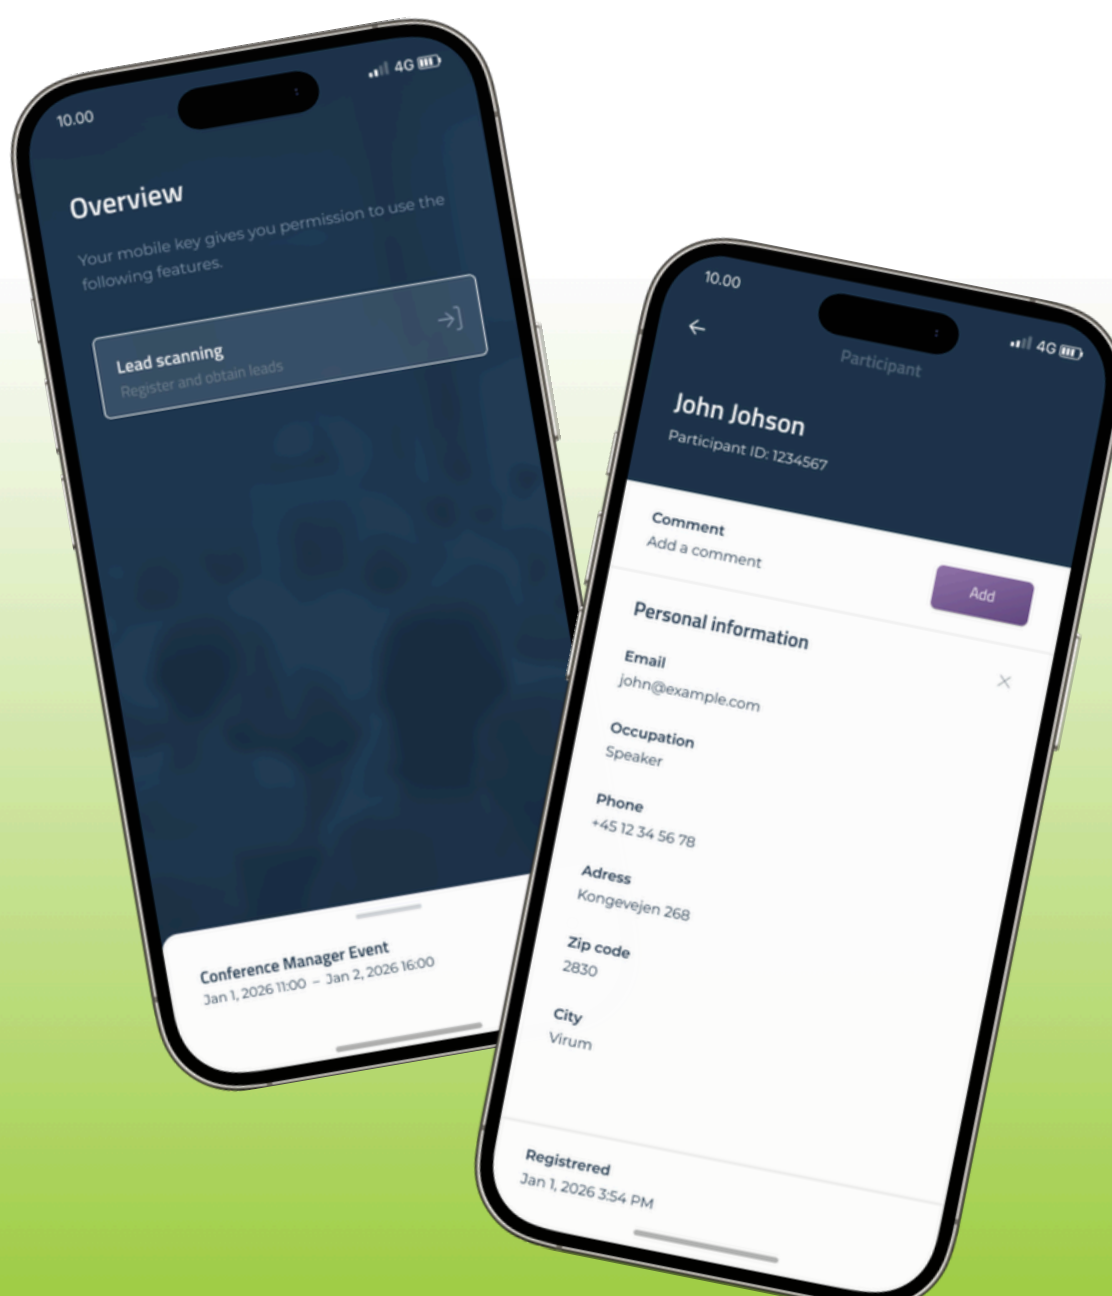 10.00
4G
Overview
Your mobile key gives you permission to use the
following features.
Lead scanning
Register and obtain leads
Conference Manager Event
Jan 1, 2026 11:00 – Jan 2, 2026 16:00
10.00
4G
Participant
John Johson
Participant ID: 1234567
Comment
Add a comment
Add
Personal information
Email
john@example.com
Occupation
Speaker
Phone
+45 12 34 56 78
Adress
Kongevejen 268
Zip code
2830
City
Virum
Registrered
Jan 1, 2026 3:54 PM